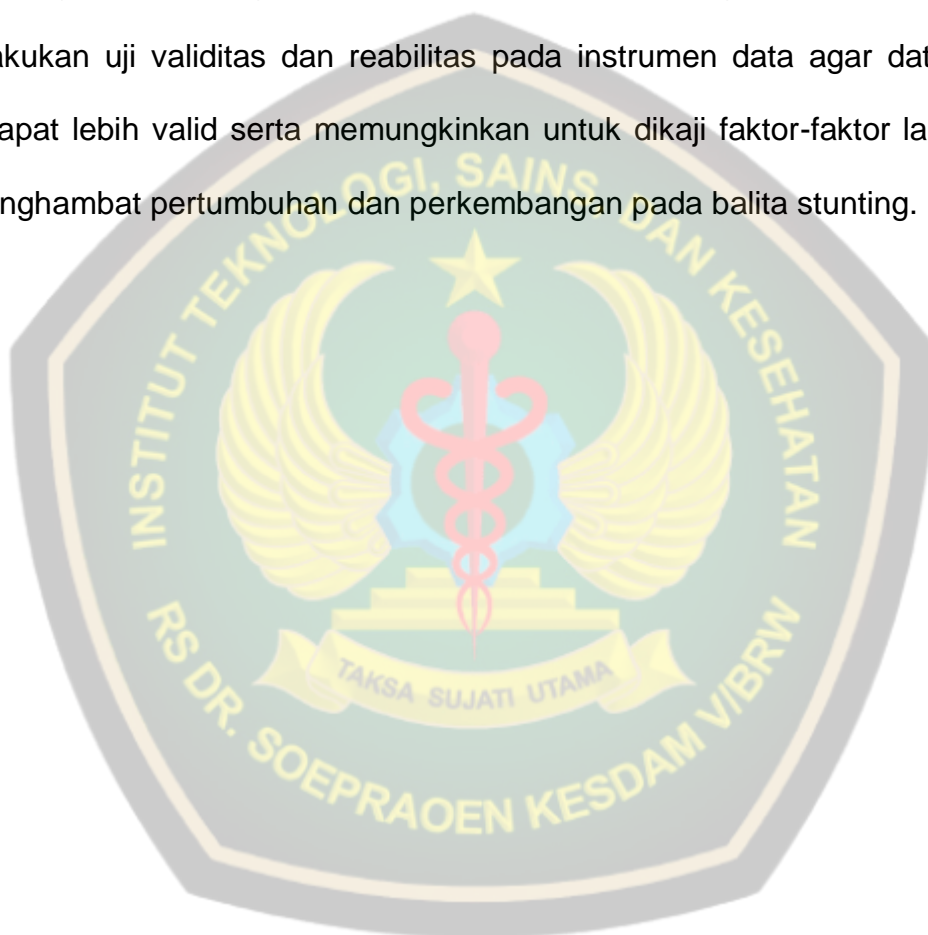 akukan uji validitas dan reabilitas pada instrumen data agar dat
apat lebih valid serta memungkinkan untuk dikaji faktor-faktor la
nghambat pertumbuhan dan perkembangan pada balita stunting.
INSTITUT TEKNOLOGI, SAINS, DAN KESEHATAN
TAKSA SUJATI UTAMA
RS DR. SOEPRAOEN KESDAM V/BRW